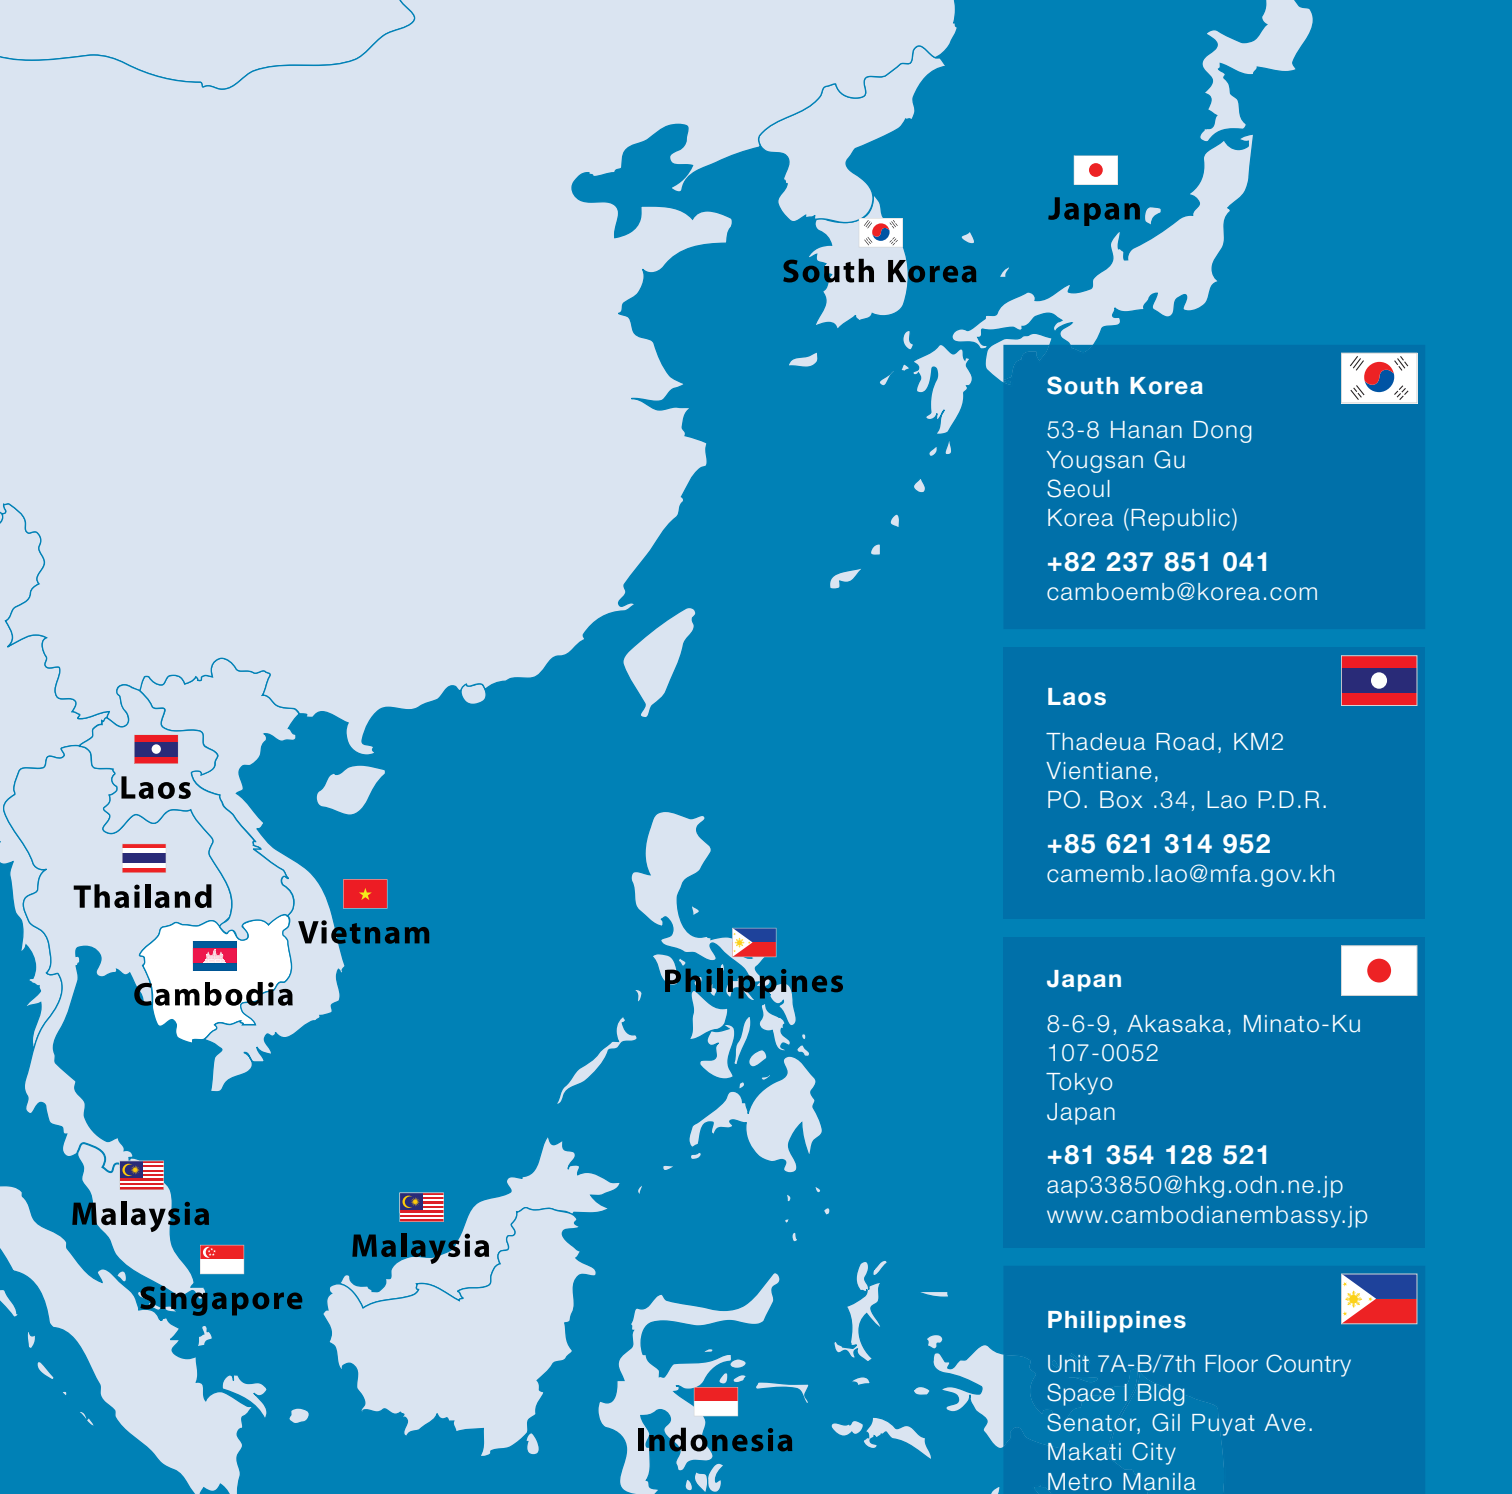 Japan
South Korea
Laos
Thailand
Vietnam
Cambodia
Philippines
Malaysia
Malaysia
Singapore
Indonesia
South Korea
53-8 Hanan Dong
Yougsan Gu
Seoul
Korea (Republic)
+82 237 851 041
camboemb@korea.com
Laos
Thadeua Road, KM2
Vientiane,
PO. Box .34, Lao P.D.R.
+85 621 314 952
camemb.lao@mfa.gov.kh
Japan
8-6-9, Akasaka, Minato-Ku
107-0052
Tokyo
Japan
+81 354 128 521
aap33850@hkg.odn.ne.jp
www.cambodianembassy.jp
Philippines
Unit 7A-B/7th Floor Country
Space I Bldg
Senator, Gil Puyat Ave.
Makati City
Metro Manila